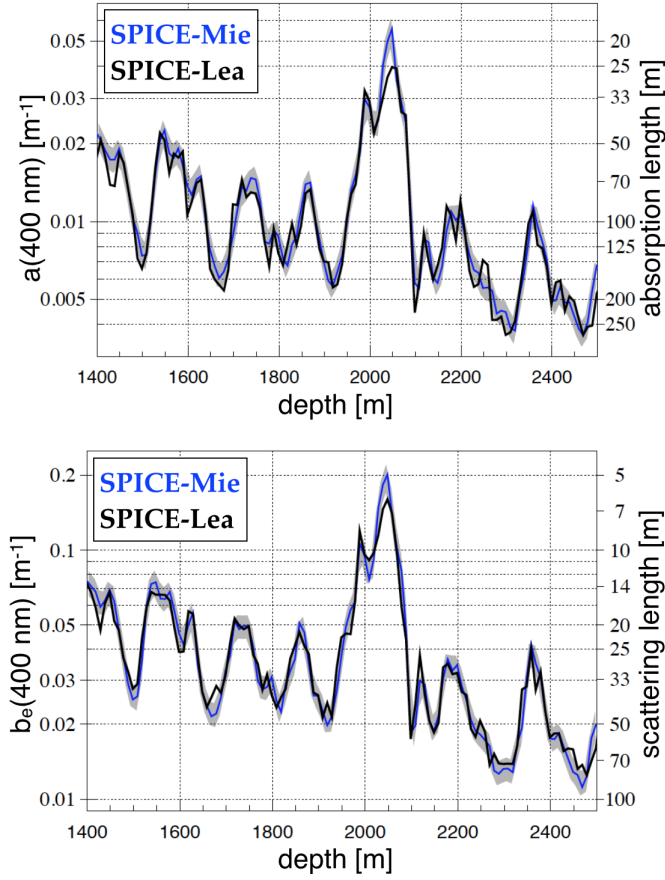 SPICE-Mie
SPICE-Lea
a(400 nm) [m⁻¹]
0.05
0.03
0.02
0.01
0.005
20
25
33
50
70
100
125
200
250
absorption length [m]
1400 1600 1800 2000 2200 2400
depth [m]
SPICE-Mie
SPICE-Lea
bₑ(400 nm) [m⁻¹]
0.2
0.1
0.05
0.03
0.02
0.01
5
7
10
14
20
25
33
50
70
100
scattering length [m]
1400 1600 1800 2000 2200 2400
depth [m]